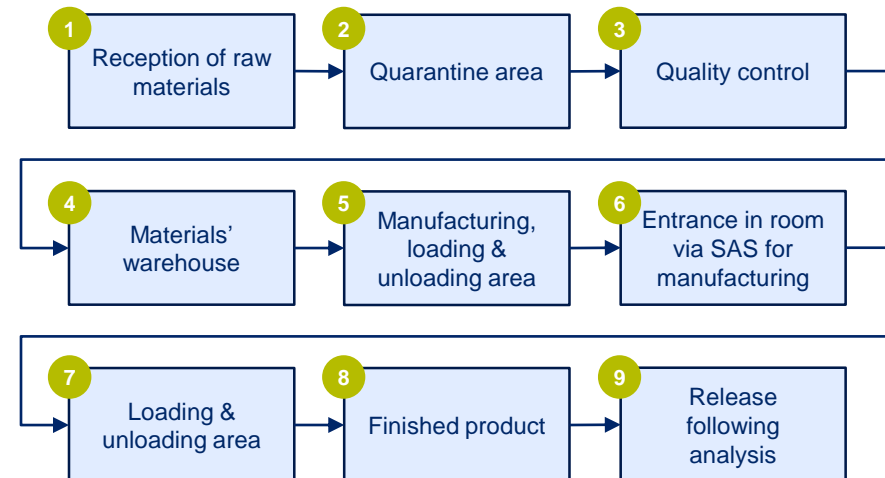 1
Reception of raw
materials
2
Quarantine area
3
Quality control
4
Materials’
warehouse
5
Manufacturing,
loading &
unloading area
6
Entrance in room
via SAS for
manufacturing
7
Loading &
unloading area
8
Finished product
9
Release
following
analysis